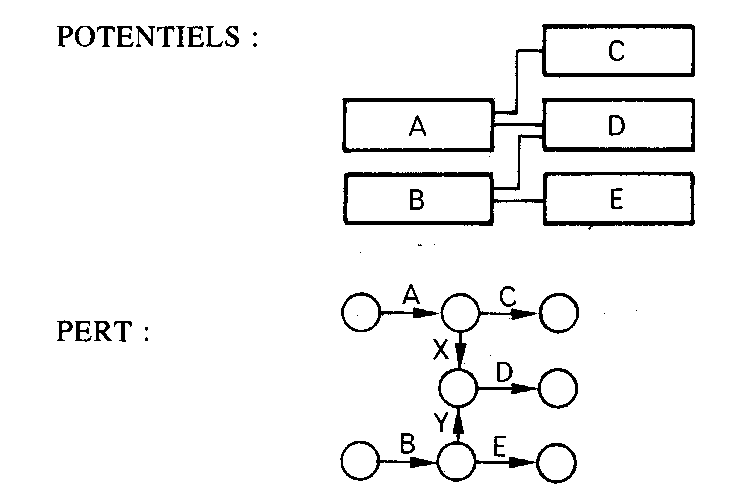 POTENTIELS :
C
A D
B E
PERT :
A C
X
D
Y
B E